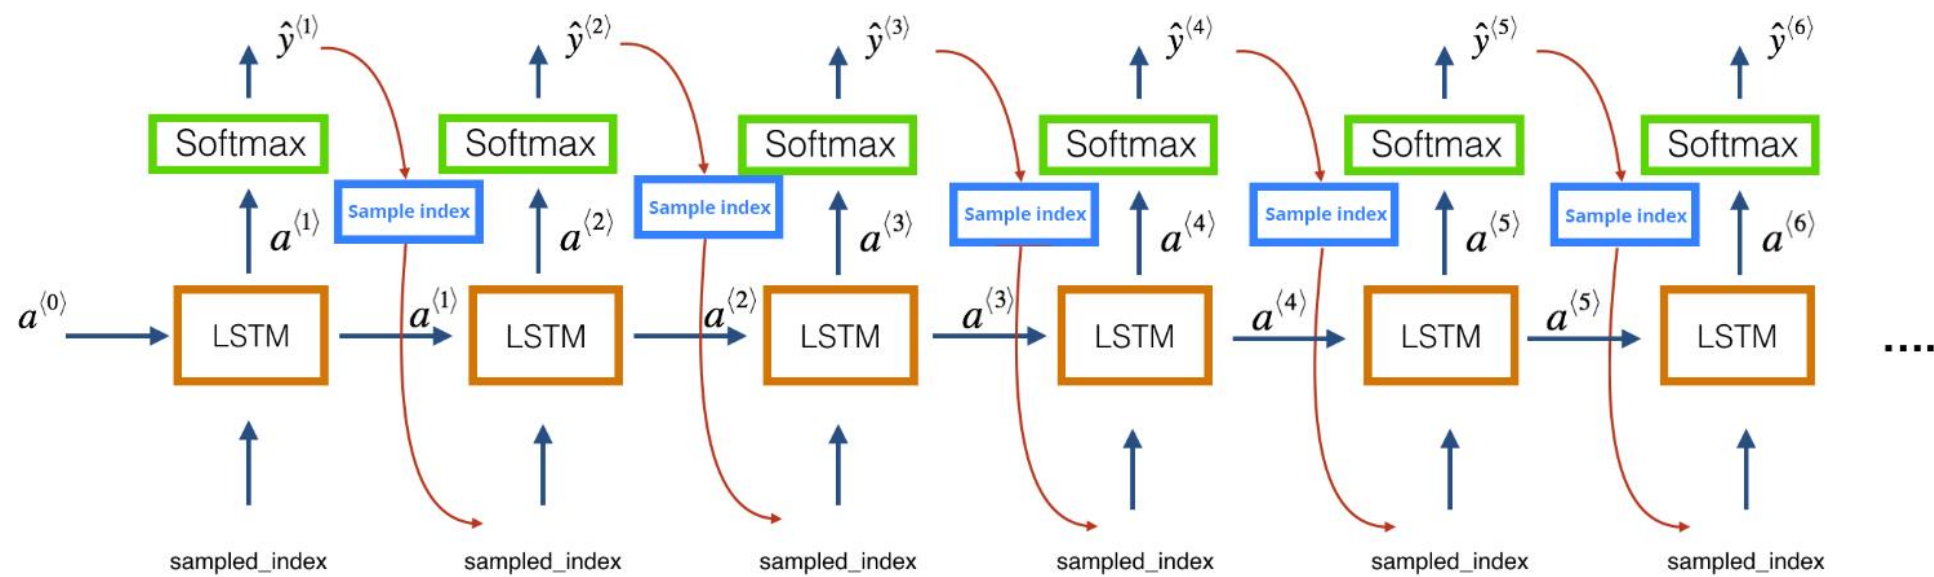 ŷ⟨1⟩ ŷ⟨2⟩ ŷ⟨3⟩ ŷ⟨4⟩ ŷ⟨5⟩ ŷ⟨6⟩
Softmax Softmax Softmax Softmax Softmax Softmax
Sample index Sample index Sample index Sample index Sample index
a⟨1⟩ a⟨2⟩ a⟨3⟩ a⟨4⟩ a⟨5⟩ a⟨6⟩
a⟨0⟩ a⟨1⟩ a⟨2⟩ a⟨3⟩ a⟨4⟩ a⟨5⟩
LSTM LSTM LSTM LSTM LSTM LSTM ....
sampled_index sampled_index sampled_index sampled_index sampled_index sampled_index